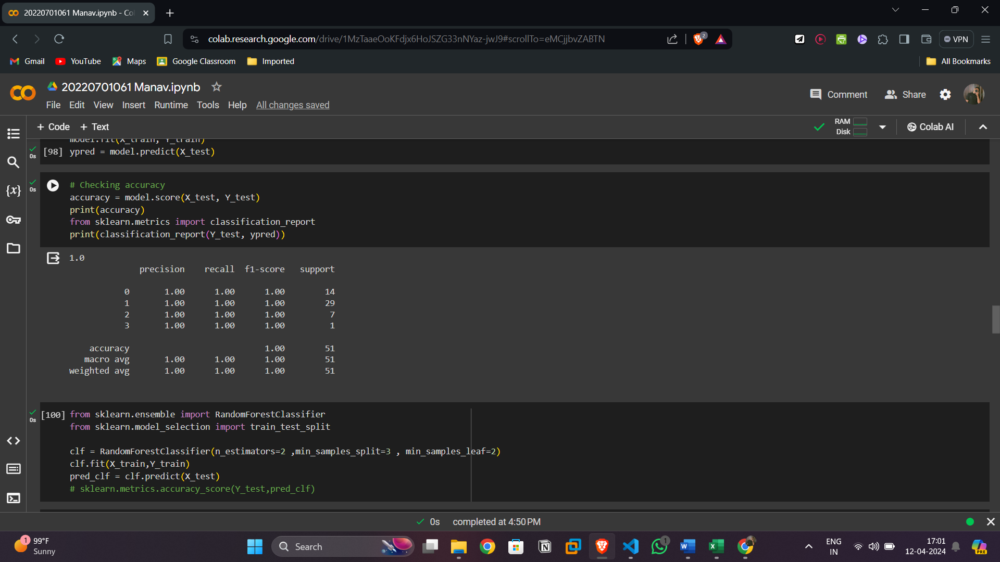 20220701061 Manav.ipynb - Co
colab.research.google.com/drive/1MzTaaeOoKFdjx6HoJSZG33nNYaz-jwJ9#scrollTo=eMCjjbvZABTN
2
VPN
Gmail
YouTube
Maps
Google Classroom
Imported
All Bookmarks
20220701061 Manav.ipynb
Comment
Share
File Edit View Insert Runtime Tools Help All changes saved
+ Code + Text
RAM
Disk
Colab AI
model.fit(X_train, Y_train)
0s
[98] ypred = model.predict(X_test)
{x}
0s
# Checking accuracy
accuracy = model.score(X_test, Y_test)
print(accuracy)
from sklearn.metrics import classification_report
print(classification_report(Y_test, ypred))
1.0
precision recall f1-score support
0 1.00 1.00 1.00 14
1 1.00 1.00 1.00 29
2 1.00 1.00 1.00 7
3 1.00 1.00 1.00 1
accuracy 1.00 51
macro avg 1.00 1.00 1.00 51
weighted avg 1.00 1.00 1.00 51
0s
[100] from sklearn.ensemble import RandomForestClassifier
from sklearn.model_selection import train_test_split
clf = RandomForestClassifier(n_estimators=2 ,min_samples_split=3 , min_samples_leaf=2)
clf.fit(X_train,Y_train)
pred_clf = clf.predict(X_test)
# sklearn.metrics.accuracy_score(Y_test,pred_clf)
0s completed at 4:50 PM
1
99°F
Sunny
Search
1
ENG
IN
17:01
12-04-2024
PRE